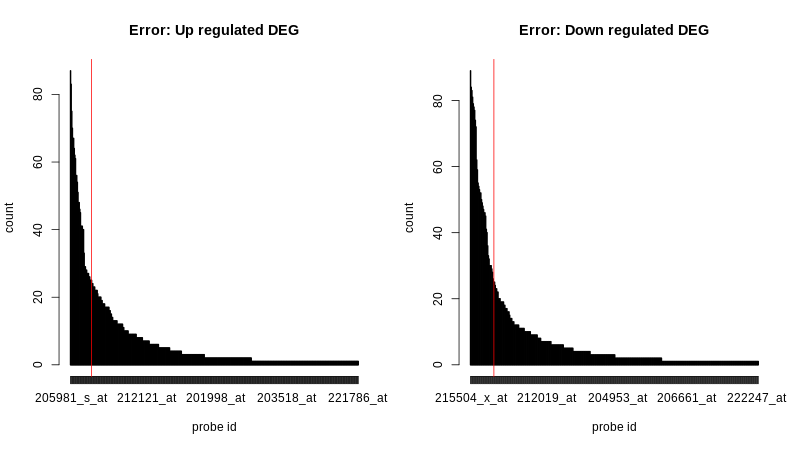 Error: Up regulated DEG
count
0
20
40
60
80
205981_s_at 212121_at 201998_at 203518_at 221786_at
probe id
Error: Down regulated DEG
count
0
20
40
60
80
215504_x_at 212019_at 204953_at 206661_at 222247_at
probe id